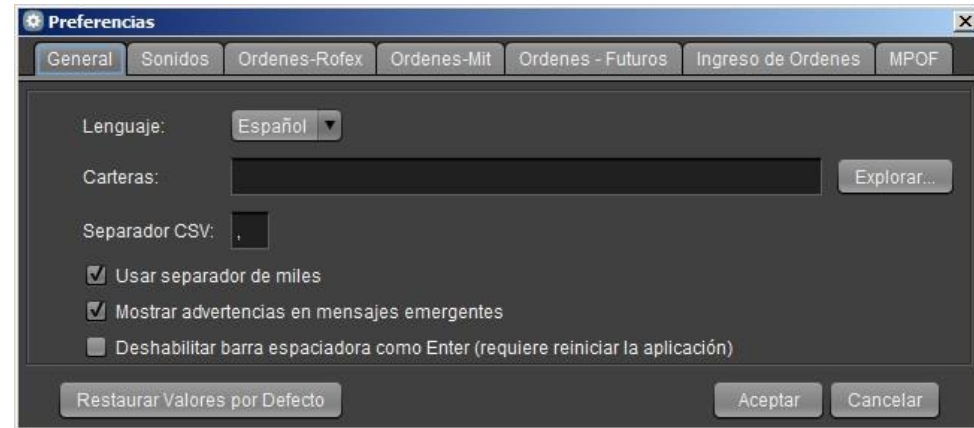 Preferencias
General Sonidos Ordenes-Rofex Ordenes-Mit Ordenes - Futuros Ingreso de Ordenes MPOF
Lenguaje: Español
Carteras: Explorar...
Separador CSV: ,
Usar separador de miles
Mostrar advertencias en mensajes emergentes
Deshabilitar barra espaciadora como Enter (requiere reiniciar la aplicación)
Restaurar Valores por Defecto Aceptar Cancelar